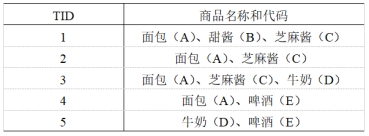 TID 商品名称和代码
1 面包（A）、甜酱（B）、芝麻酱（C）
2 面包（A）、芝麻酱（C）
3 面包（A）、芝麻酱（C）、牛奶（D）
4 面包（A）、啤酒（E）
5 牛奶（D）、啤酒（E）